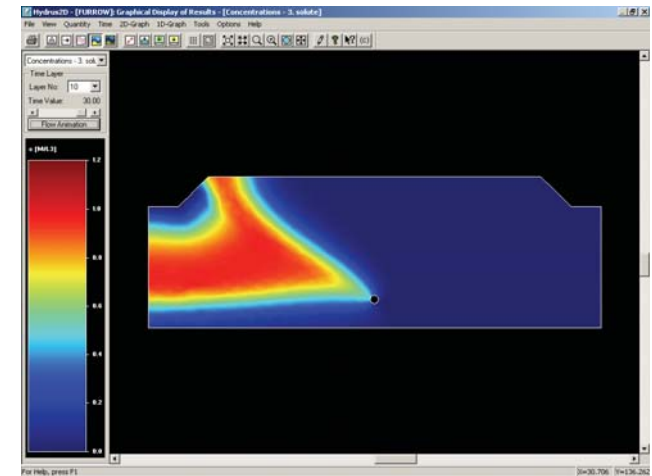 Hydrus2D - [FURROW]: Graphical Display of Results - [Concentrations - 3. solute]
File View Quantity Time 2D-Graph 1D-Graph Tools Options Help
Concentrations - 3. sok
Time Layer
Layer No: 10
Time Value: 30.00
Flow Animation
c [M/L3]
1.2
1.0
0.8
0.6
0.4
0.2
0.0
For Help, press F1
X=30.706 Y=136.262